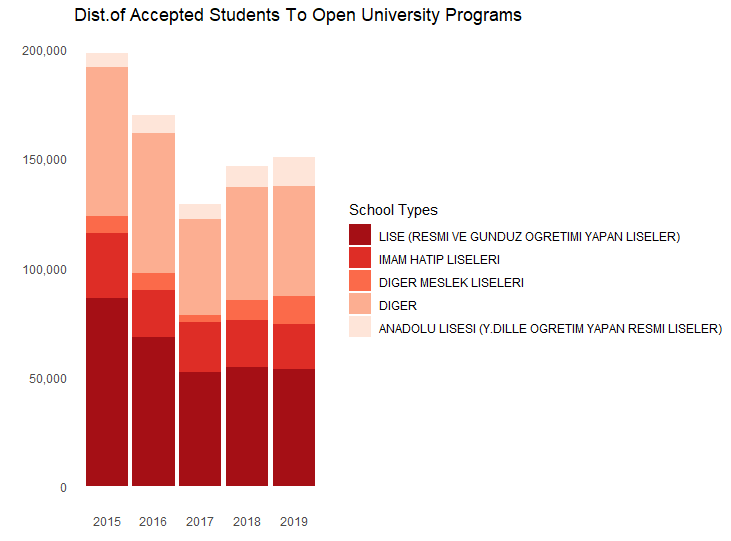 Dist.of Accepted Students To Open University Programs
200,000
150,000
100,000
50,000
0
2015 2016 2017 2018 2019
School Types
LISE (RESMI VE GUNDUZ OGRETIMI YAPAN LISELER)
IMAM HATIP LISELERI
DIGER MESLEK LISELERI
DIGER
ANADOLU LISESI (Y.DILLE OGRETIM YAPAN RESMI LISELER)